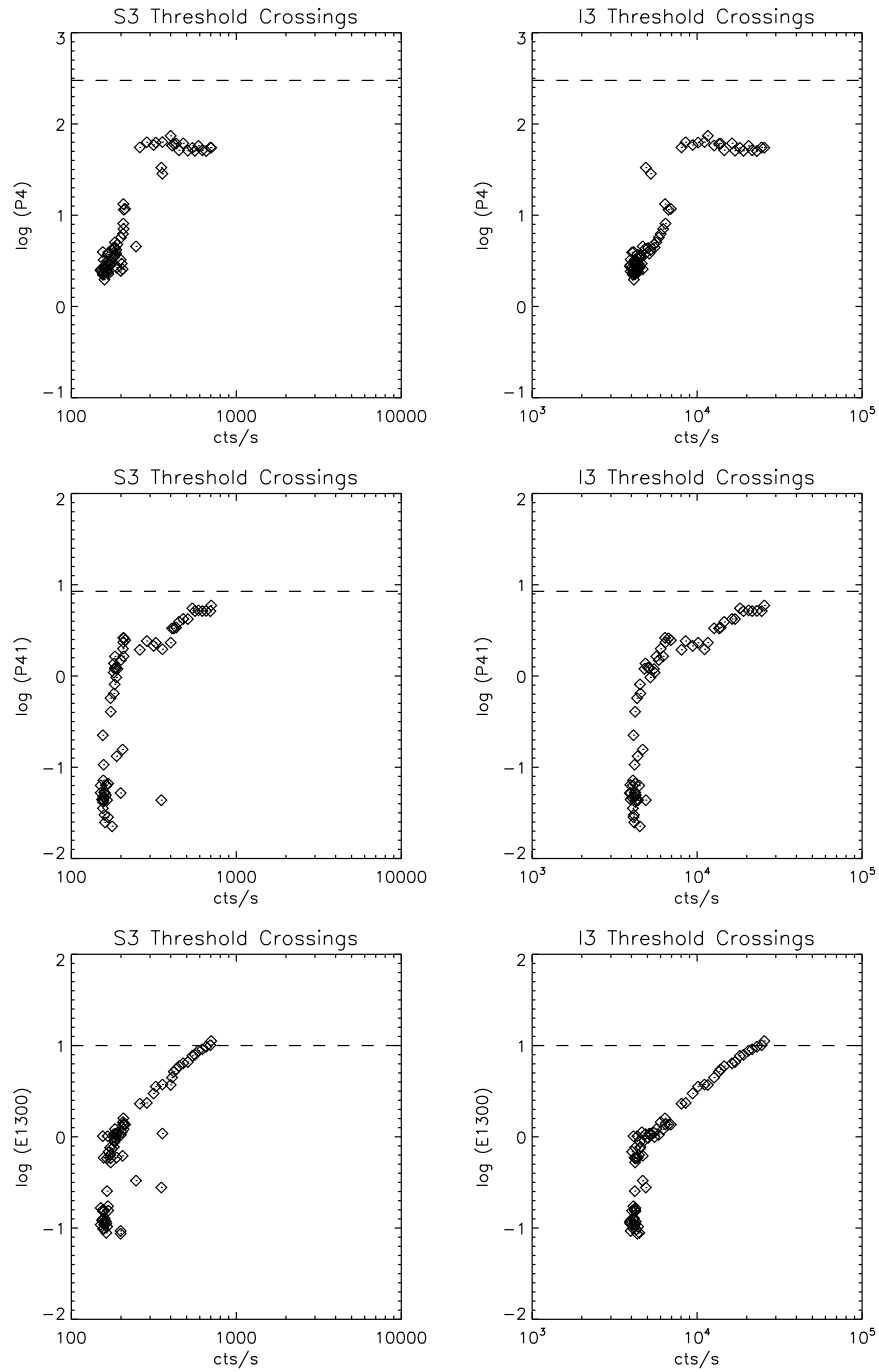 S3 Threshold Crossings
I3 Threshold Crossings
3
2
1
0
−1
log (P4)
100
1000
10000
cts/s
3
2
1
0
−1
log (P4)
10³
10⁴
10⁵
cts/s
S3 Threshold Crossings
I3 Threshold Crossings
2
1
0
−1
−2
log (P41)
100
1000
10000
cts/s
2
1
0
−1
−2
log (P41)
10³
10⁴
10⁵
cts/s
S3 Threshold Crossings
I3 Threshold Crossings
2
1
0
−1
−2
log (E1300)
100
1000
10000
cts/s
2
1
0
−1
−2
log (E1300)
10³
10⁴
10⁵
cts/s